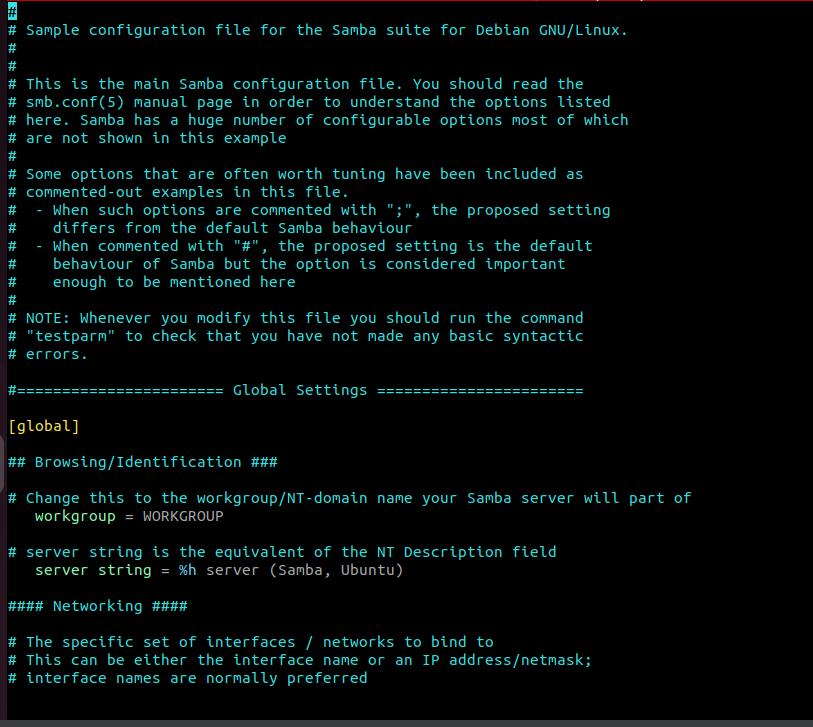 #
# Sample configuration file for the Samba suite for Debian GNU/Linux.
#
#
# This is the main Samba configuration file. You should read the
# smb.conf(5) manual page in order to understand the options listed
# here. Samba has a huge number of configurable options most of which
# are not shown in this example
#
# Some options that are often worth tuning have been included as
# commented-out examples in this file.
#  - When such options are commented with ";", the proposed setting
#    differs from the default Samba behaviour
#  - When commented with "#", the proposed setting is the default
#    behaviour of Samba but the option is considered important
#    enough to be mentioned here
#
# NOTE: Whenever you modify this file you should run the command
# "testparm" to check that you have not made any basic syntactic
# errors.
#======================= Global Settings =======================
[global]
## Browsing/Identification ###
# Change this to the workgroup/NT-domain name your Samba server will part of
   workgroup = WORKGROUP
# server string is the equivalent of the NT Description field
   server string = %h server (Samba, Ubuntu)
#### Networking ####
# The specific set of interfaces / networks to bind to
# This can be either the interface name or an IP address/netmask;
# interface names are normally preferred